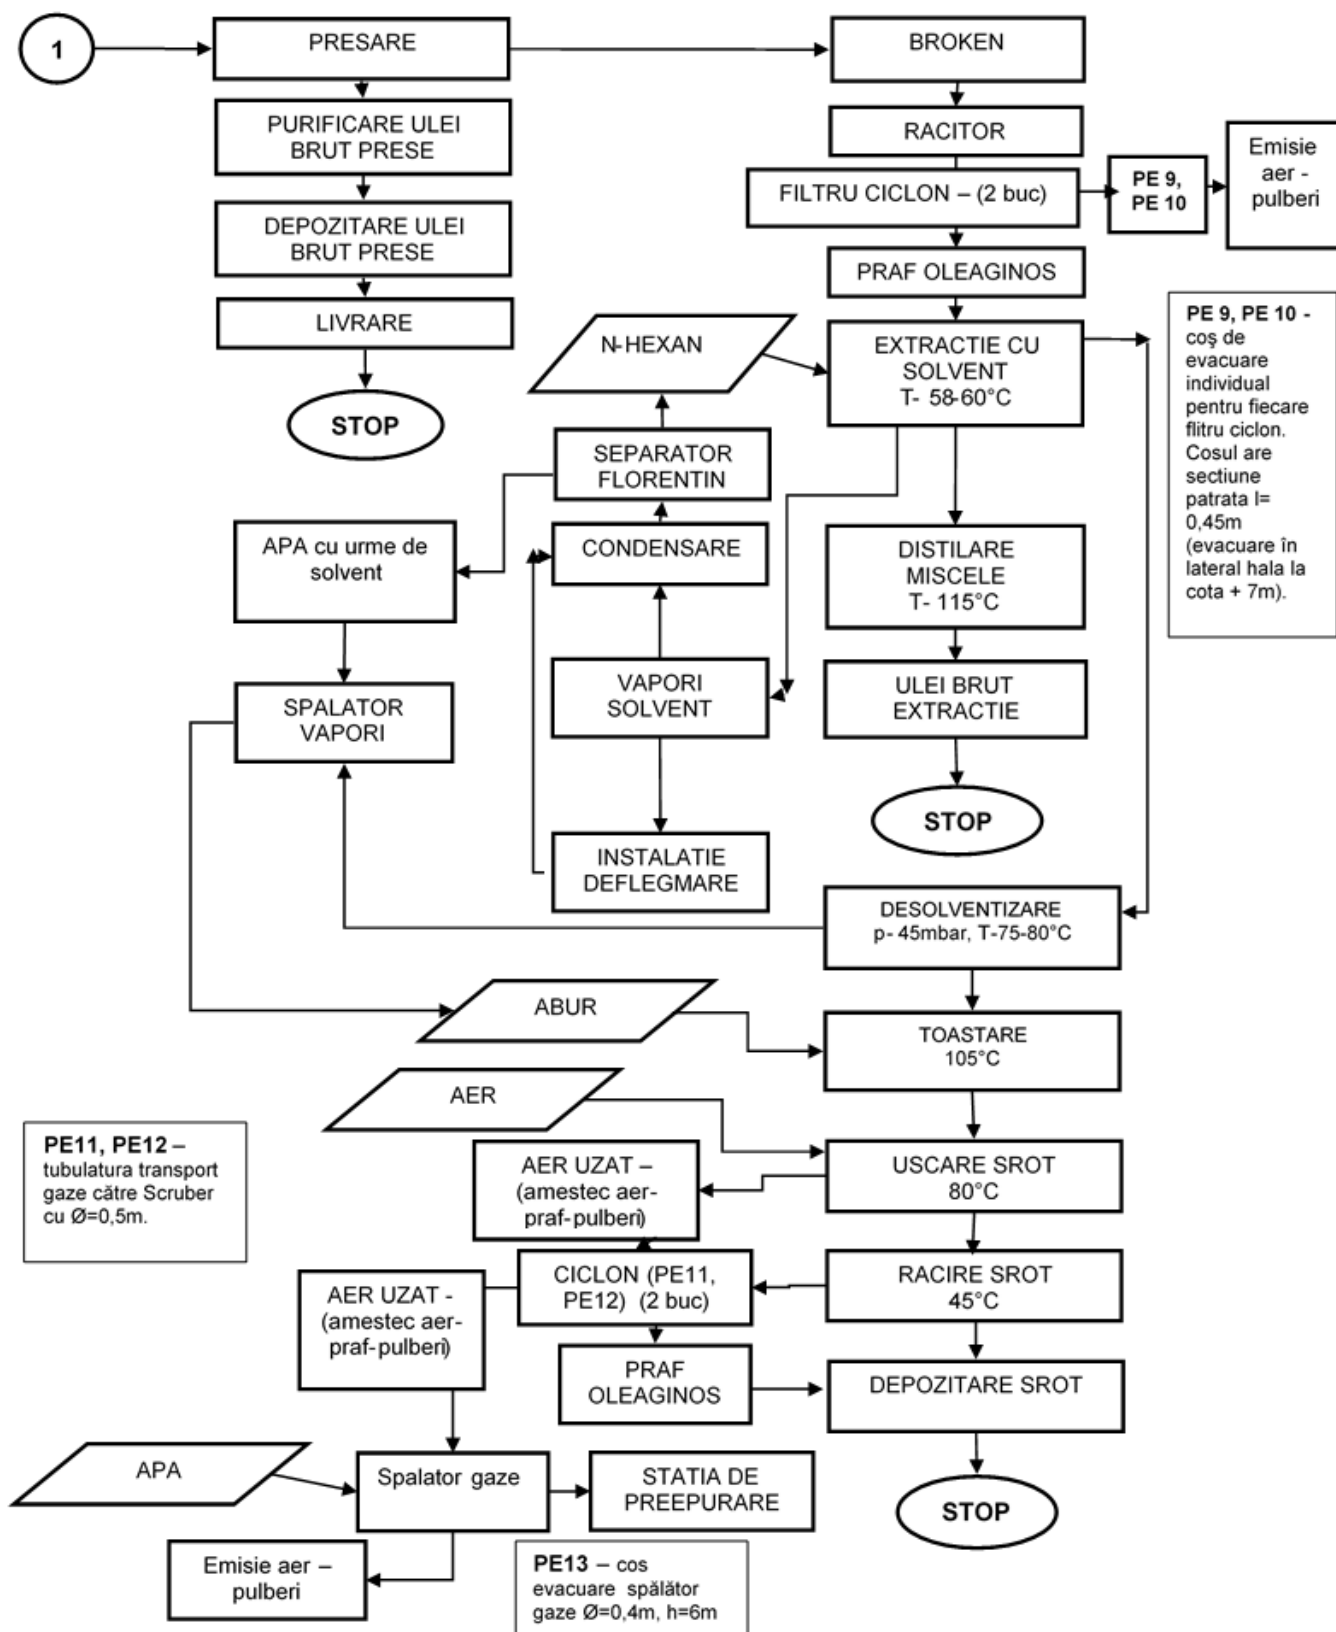 1
PRESARE
BROKEN
PURIFICARE ULEI
BRUT PRESE
RACITOR
Emisie
aer -
pulberi
FILTRU CICLON – (2 buc)
PE 9,
PE 10
DEPOZITARE ULEI
BRUT PRESE
PRAF OLEAGINOS
LIVRARE
N-HEXAN
EXTRACTIE CU
SOLVENT
T- 58-60°C
PE 9, PE 10 -
coş de
evacuare
individual
pentru fiecare
flitru ciclon.
Cosul are
sectiune
patrata l=
0,45m
(evacuare în
lateral hala la
cota + 7m).
STOP
SEPARATOR
FLORENTIN
APA cu urme de
solvent
CONDENSARE
DISTILARE
MISCELE
T- 115°C
SPALATOR
VAPORI
VAPORI
SOLVENT
ULEI BRUT
EXTRACTIE
STOP
INSTALATIE
DEFLEGMARE
DESOLVENTIZARE
p- 45mbar, T-75-80°C
ABUR
TOASTARE
105°C
AER
PE11, PE12 –
tubulatura transport
gaze către Scruber
cu Ø=0,5m.
AER UZAT –
(amestec aer-
praf-pulberi)
USCARE SROT
80°C
AER UZAT -
(amestec aer-
praf-pulberi)
CICLON (PE11,
PE12) (2 buc)
RACIRE SROT
45°C
PRAF
OLEAGINOS
DEPOZITARE SROT
APA
Spalator gaze
STATIA DE
PREEPURARE
STOP
Emisie aer –
pulberi
PE13 – cos
evacuare spălător
gaze Ø=0,4m, h=6m